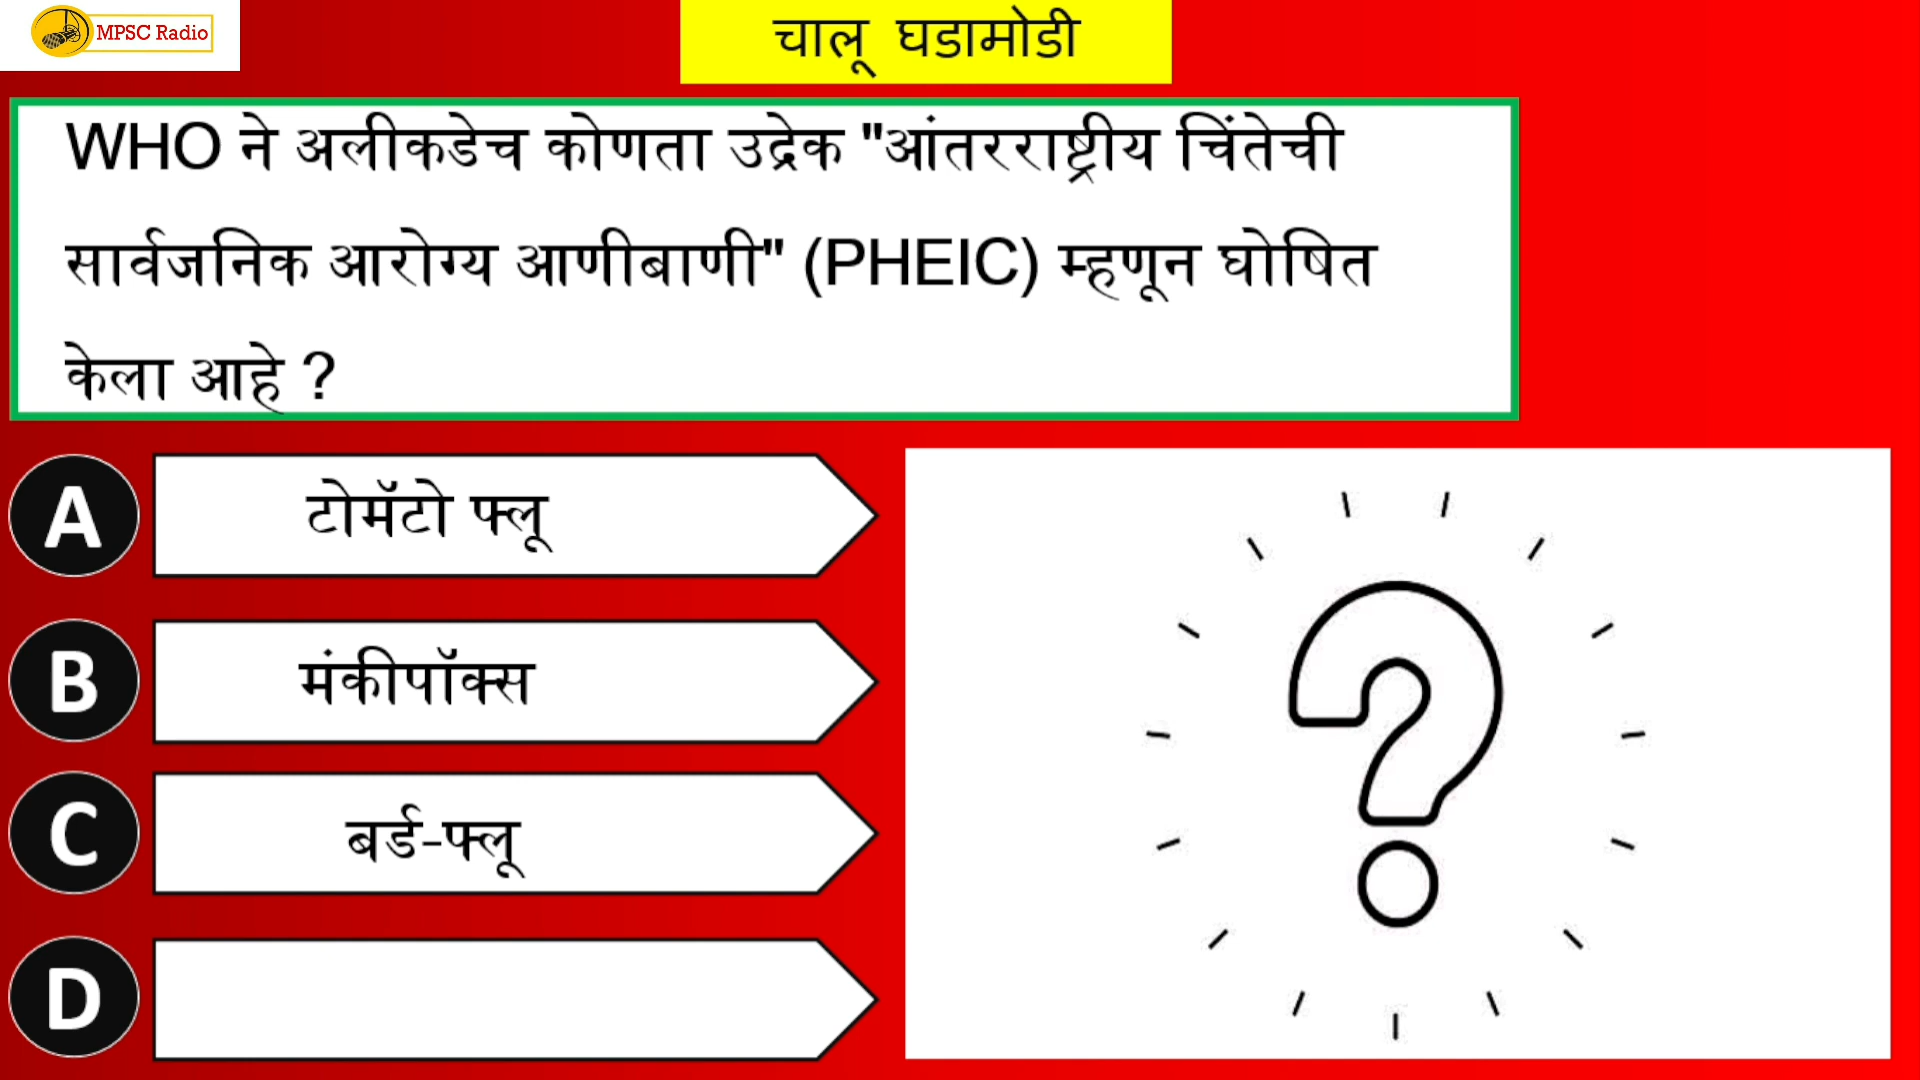 MPSC Radio
चालू घडामोडी
WHO ने अलीकडेच कोणता उद्रेक "आंतरराष्ट्रीय चिंतेची
सार्वजनिक आरोग्य आणीबाणी" (PHEIC) म्हणून घोषित
केला आहे ?
A टोमॅटो फ्लू
B मंकीपॉक्स
C बर्ड-फ्लू
D